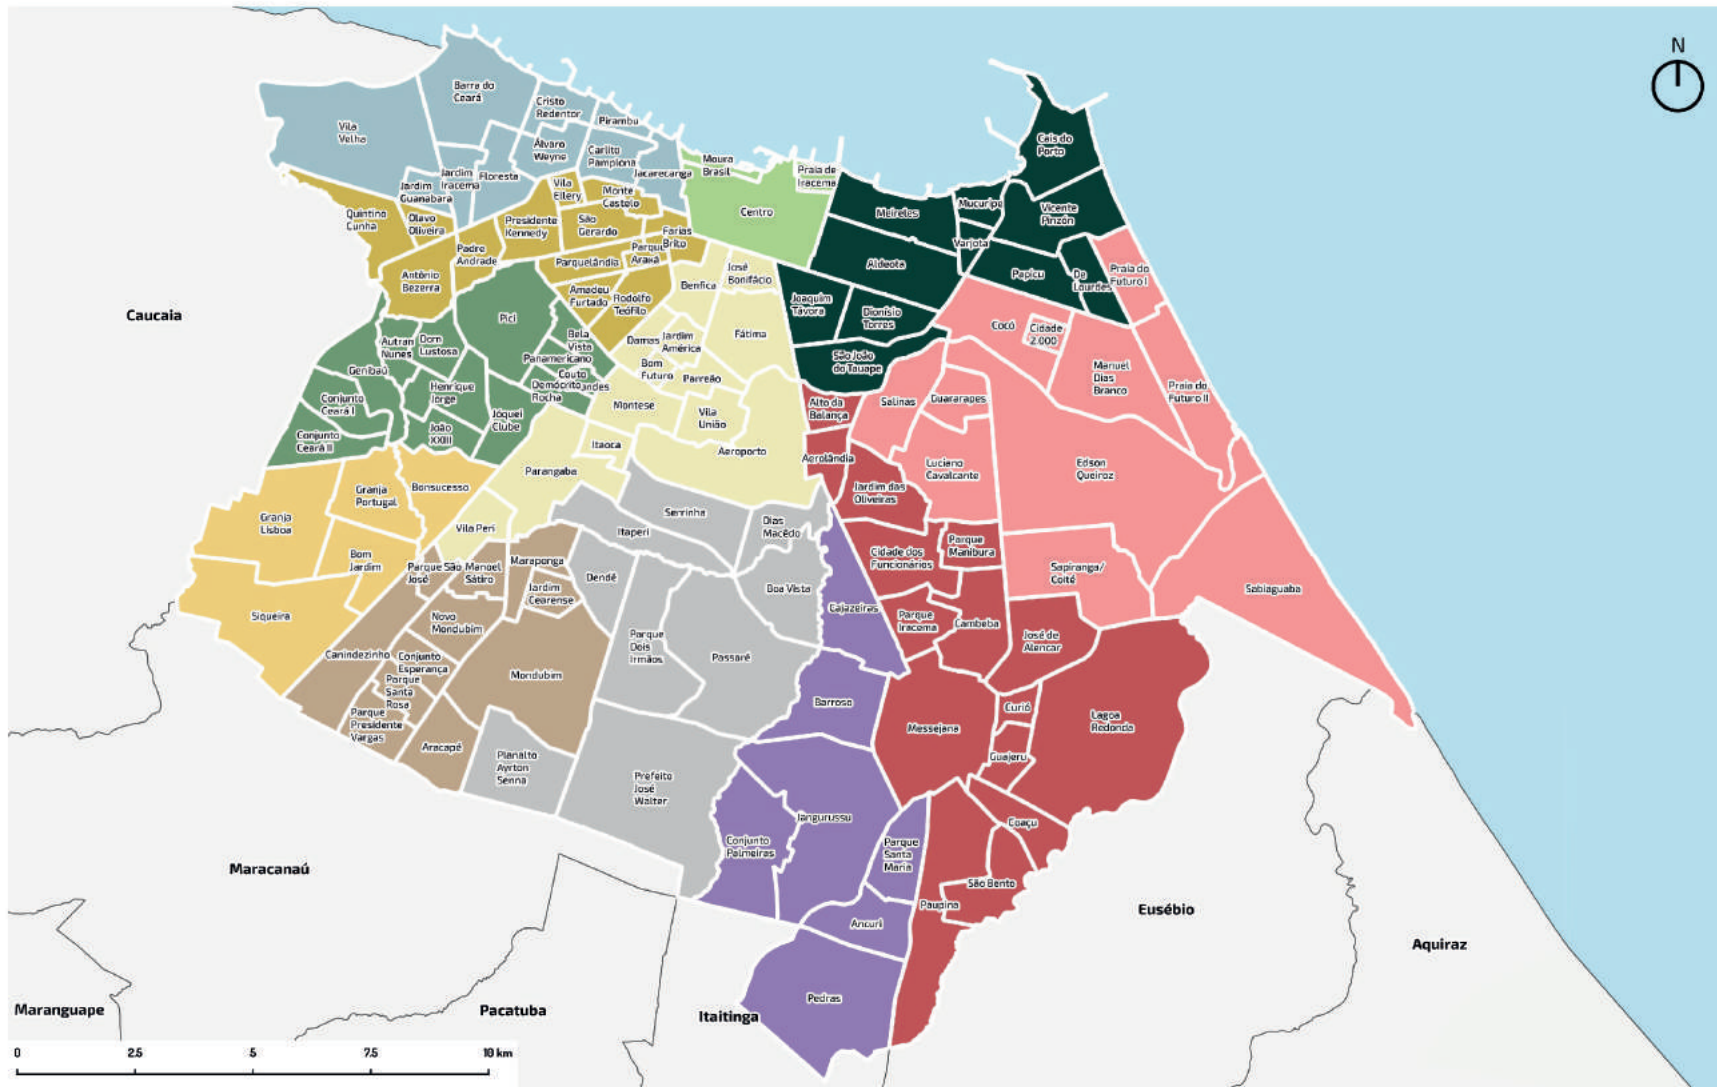 N
Barra do
Ceará
Cristo
Redentor
Pirambu
Vila
Velha
Álvaro
Weyne
Carlito
Pamplona
Jacarecanga
Jardim
Iracema
Floresta
Jardim
Guanabara
Moura
Brasil
Praia de
Iracema
Centro
Cais do
Porto
Meireles
Mucuripe
Vicente
Pinzón
Varjota
Aldeota
Papicu
De
Lourdes
Praia do
Futuro I
Vila
Ellery
Monte
Castelo
Quintino
Cunha
Olavo
Oliveira
Presidente
Kennedy
São
Gerardo
Farias
Brito
Padre
Andrade
Parquelândia
Parque
Araxá
Antônio
Bezerra
Amadeu
Furtado
Rodolfo
Teófilo
Benfica
José
Bonifácio
Joaquim
Távora
Dionísio
Torres
Caucaia
Pici
Cocó
Cidade
2.000
Autran
Nunes
Dom
Lustosa
Bela
Vista
Panamericano
Damas
Jardim
América
Fátima
São João
do Tauape
Manuel
Dias
Branco
Praia do
Futuro II
Genibaú
Couto
Fernandes
Demócrito
Rocha
Bom
Futuro
Parreão
Henrique
Jorge
Conjunto
Ceará I
Jóquei
Clube
João
XXIII
Conjunto
Ceará II
Montese
Vila
União
Alto da
Balança
Salinas
Guararapes
Itaoca
Aeroporto
Aerolândia
Luciano
Cavalcante
Edson
Queiroz
Parangaba
Bonsucesso
Granja
Portugal
Granja
Lisboa
Jardim das
Oliveiras
Vila Peri
Serrinha
Itaperi
Dias
Macêdo
Cidade dos
Funcionários
Parque
Manibura
Bom
Jardim
Parque São
José
Manoel
Sátiro
Maraponga
Jardim
Cearense
Dendê
Boa Vista
Cajazeiras
Sapiranga/
Coité
Sabiaguaba
Siqueira
Novo
Mondubim
Parque
Iracema
Cambeba
José de
Alencar
Canindezinho
Conjunto
Esperança
Parque
Dois
Irmãos
Passaré
Mondubim
Parque
Santa
Rosa
Barroso
Parque
Presidente
Vargas
Curió
Messejana
Lagoa
Redonda
Aracapé
Planalto
Ayrton
Senna
Guajeru
Prefeito
José
Walter
Jangurussu
Coaçu
Conjunto
Palmeiras
Parque
Santa
Maria
São Bento
Maracanaú
Paupina
Ancuri
Eusébio
Aquiraz
Pedras
Maranguape
Pacatuba
Itaitinga
0 2.5 5 7.5 10 km